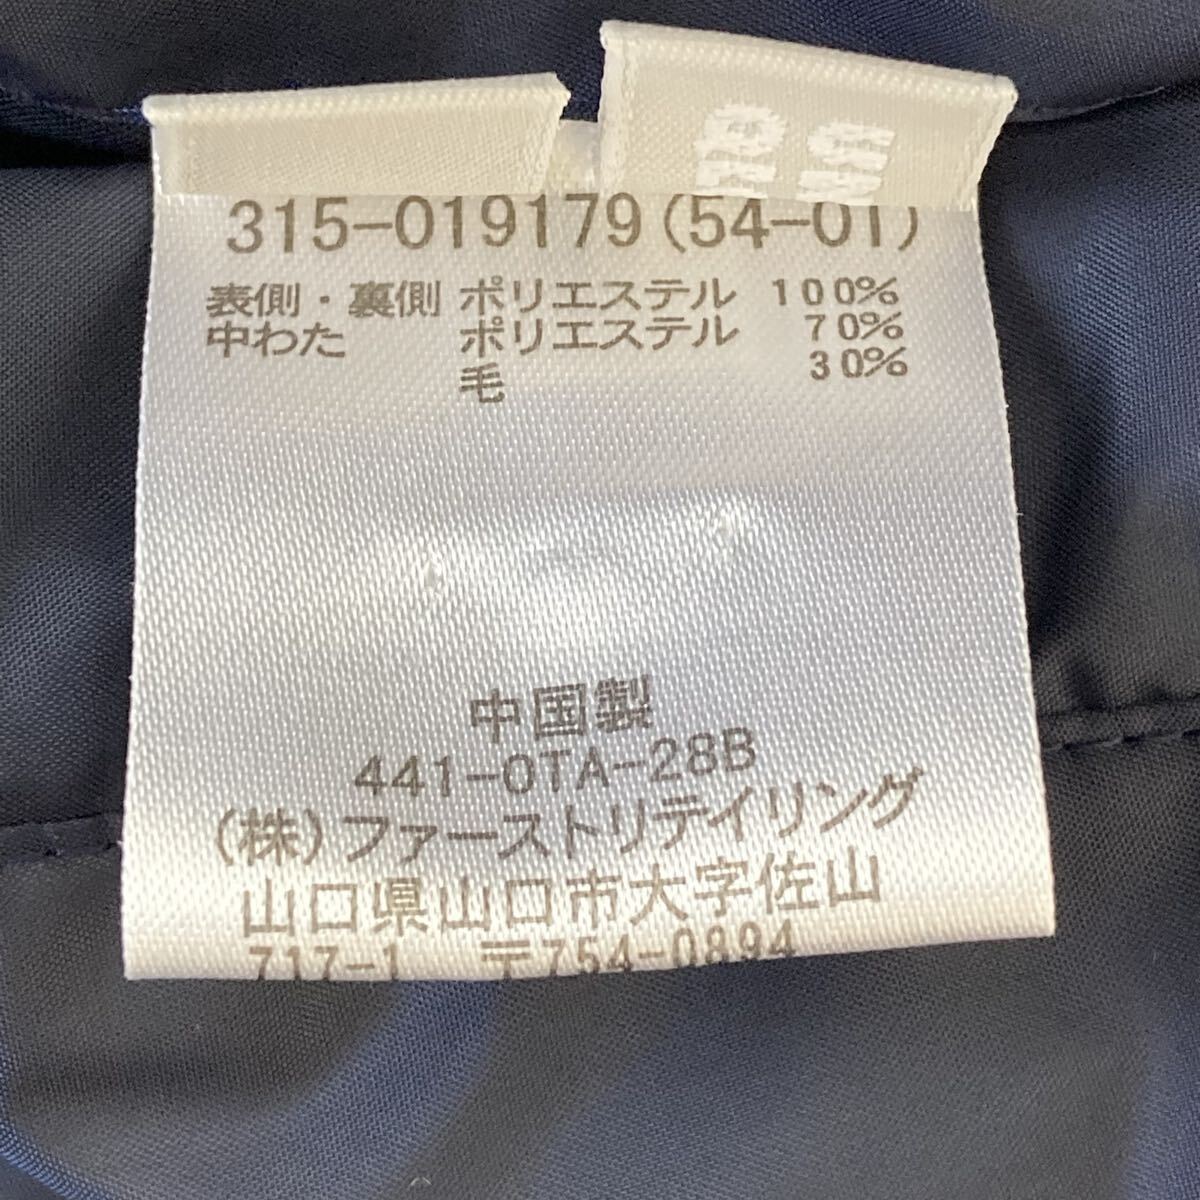 315-019179(54-01)
表側・裏側 ポリエステル 100%
中わた ポリエステル 70%
毛 30%
中国製
441-0TA-28B
(株)ファーストリテイリング
山口県山口市大字佐山
717-1 〒754-0894